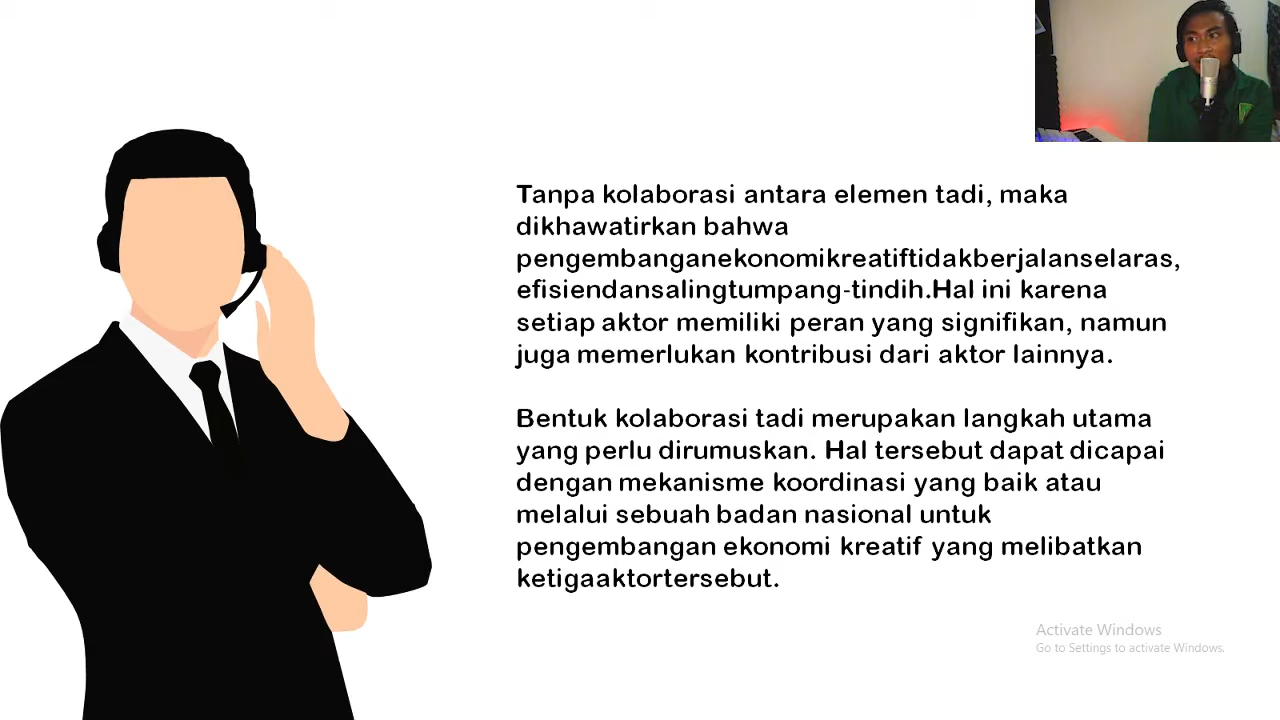 Tanpa kolaborasi antara elemen tadi, maka
dikhawatirkan bahwa
pengembanganekonomikreatiftidakberjalanselaras,
efisiendansalingtumpang-tindih.Hal ini karena
setiap aktor memiliki peran yang signifikan, namun
juga memerlukan kontribusi dari aktor lainnya.
Bentuk kolaborasi tadi merupakan langkah utama
yang perlu dirumuskan. Hal tersebut dapat dicapai
dengan mekanisme koordinasi yang baik atau
melalui sebuah badan nasional untuk
pengembangan ekonomi kreatif yang melibatkan
ketigaaktortersebut.
Activate Windows
Go to Settings to activate Windows.